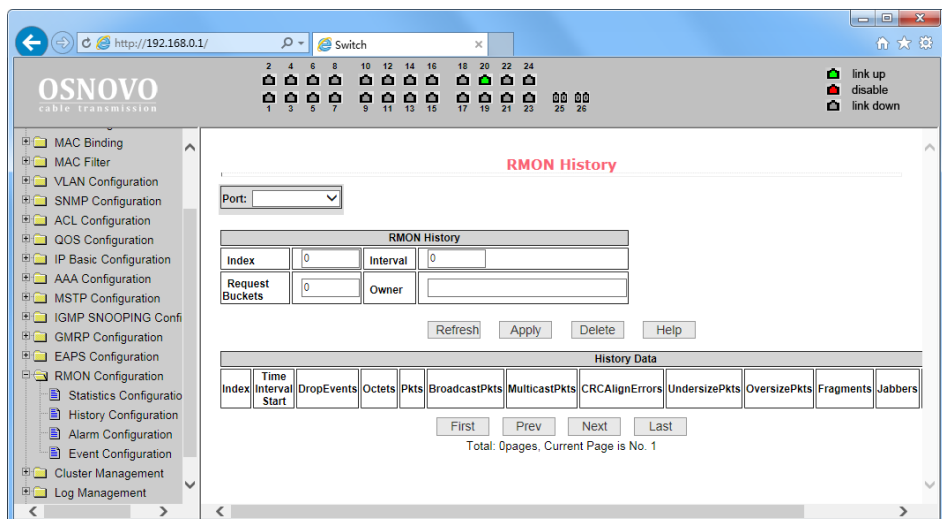 http://192.168.0.1/
Switch
OSNOVO
cable transmission
2 4 6 8 10 12 14 16 18 20 22 24
1 3 5 7 9 11 13 15 17 19 21 23 25 26
link up
disable
link down
MAC Binding
MAC Filter
VLAN Configuration
SNMP Configuration
ACL Configuration
QOS Configuration
IP Basic Configuration
AAA Configuration
MSTP Configuration
IGMP SNOOPING Confi
GMRP Configuration
EAPS Configuration
RMON Configuration
Statistics Configuratio
History Configuration
Alarm Configuration
Event Configuration
Cluster Management
Log Management
RMON History
Port:
RMON History
Index 0 Interval 0
Request Buckets 0 Owner
Refresh Apply Delete Help
History Data
Index Time Interval Start DropEvents Octets Pkts BroadcastPkts MulticastPkts CRCAlignErrors UndersizePkts OversizePkts Fragments Jabbers
First Prev Next Last
Total: 0pages, Current Page is No. 1